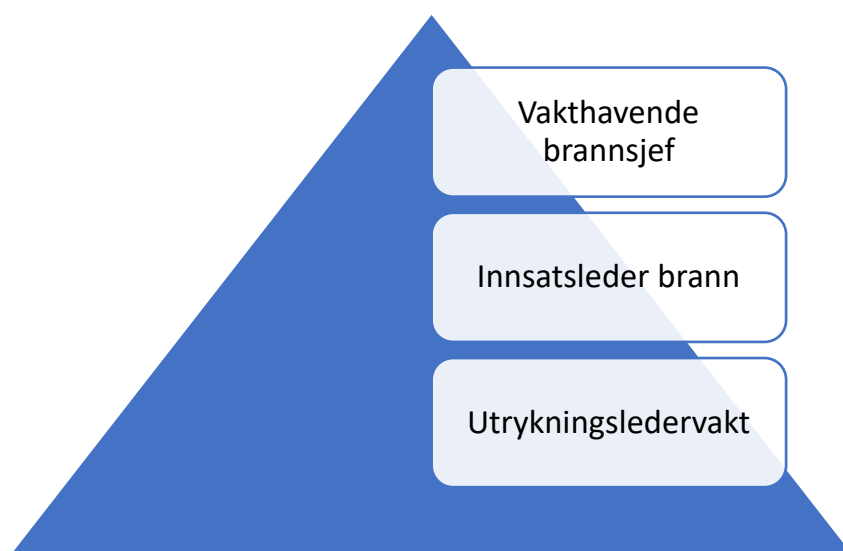 Vakthavende
brannsjef
Innsatsleder brann
Utrykningsledervakt